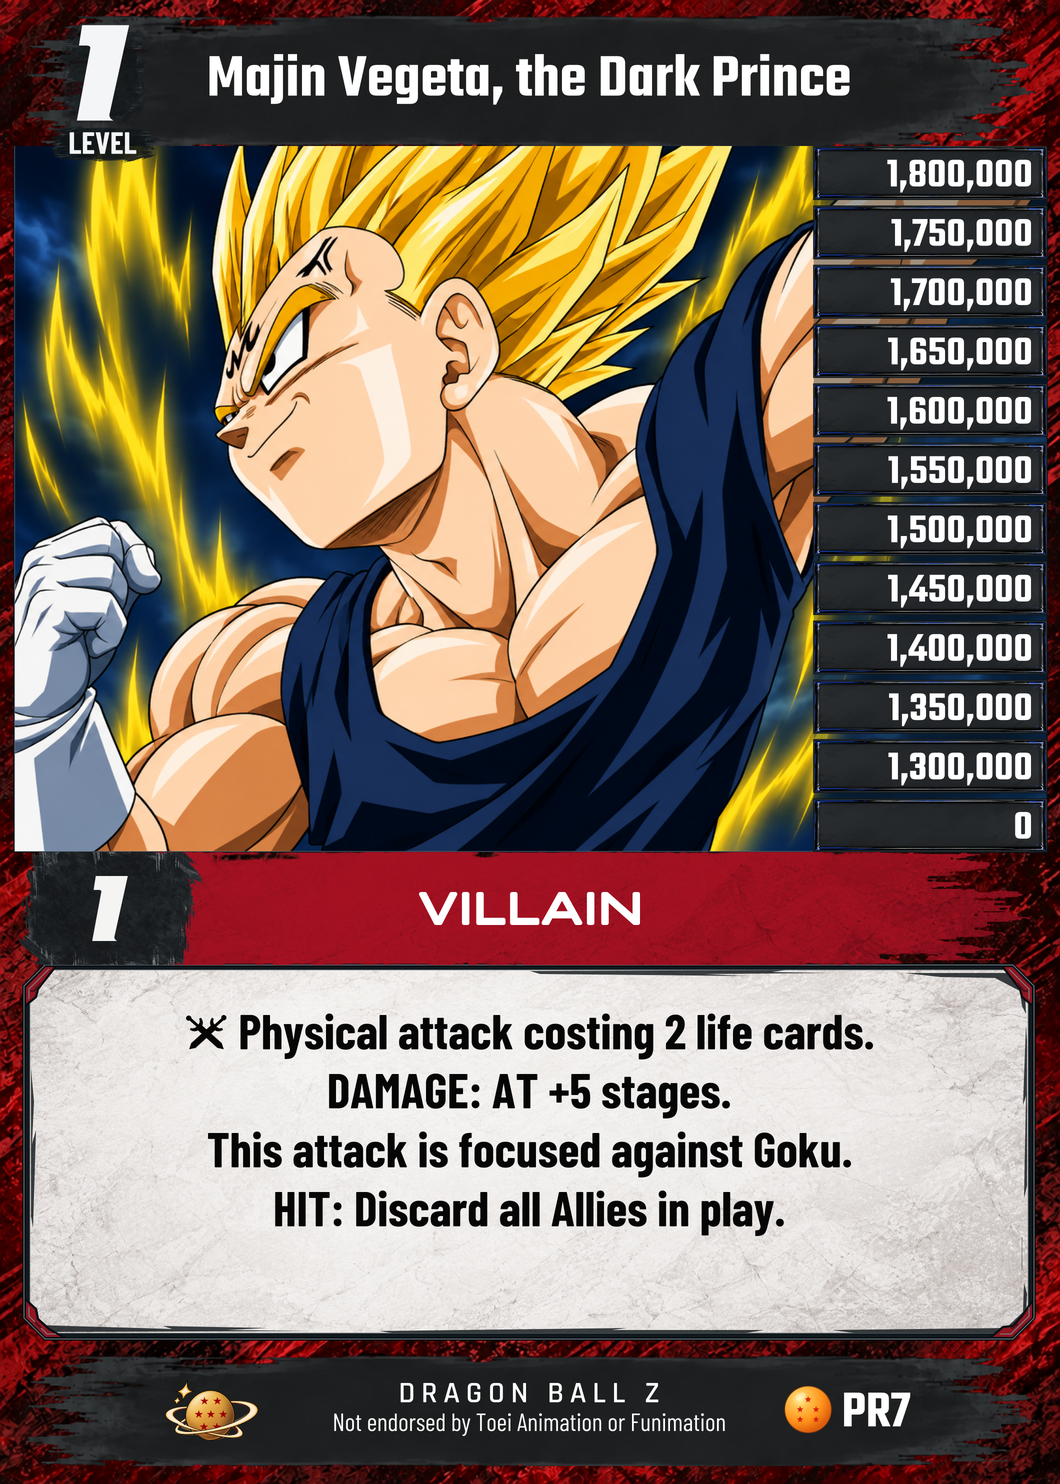 1
LEVEL
Majin Vegeta, the Dark Prince
1,800,000
1,750,000
1,700,000
1,650,000
1,600,000
1,550,000
1,500,000
1,450,000
1,400,000
1,350,000
1,300,000
0
1
VILLAIN
Physical attack costing 2 life cards.
DAMAGE: AT +5 stages.
This attack is focused against Goku.
HIT: Discard all Allies in play.
DRAGON BALL Z
Not endorsed by Toei Animation or Funimation
PR7